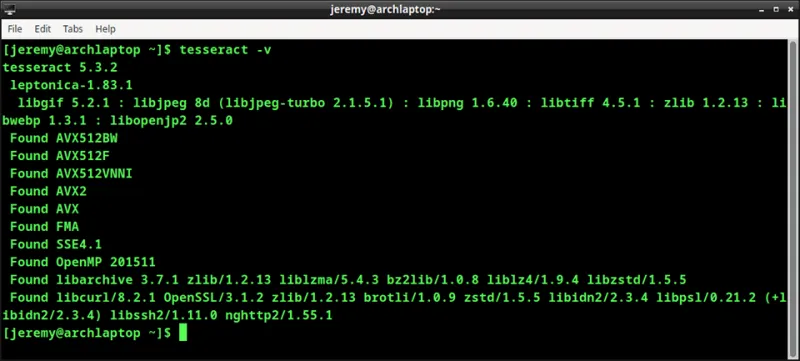 jeremy@archlaptop:~
File Edit Tabs Help
[jeremy@archlaptop ~]$ tesseract -v
tesseract 5.3.2
leptonica-1.83.1
libgif 5.2.1 : libjpeg 8d (libjpeg-turbo 2.1.5.1) : libpng 1.6.40 : libtiff 4.5.1 : zlib 1.2.13 : li
bwebp 1.3.1 : libopenjp2 2.5.0
Found AVX512BW
Found AVX512F
Found AVX512VNNI
Found AVX2
Found AVX
Found FMA
Found SSE4.1
Found OpenMP 201511
Found libarchive 3.7.1 zlib/1.2.13 liblzma/5.4.3 bz2lib/1.0.8 liblz4/1.9.4 libzstd/1.5.5
Found libcurl/8.2.1 OpenSSL/3.1.2 zlib/1.2.13 brotli/1.0.9 zstd/1.5.5 libidn2/2.3.4 libpsl/0.21.2 (+l
ibidn2/2.3.4) libssh2/1.11.0 nghttp2/1.55.1
[jeremy@archlaptop ~]$